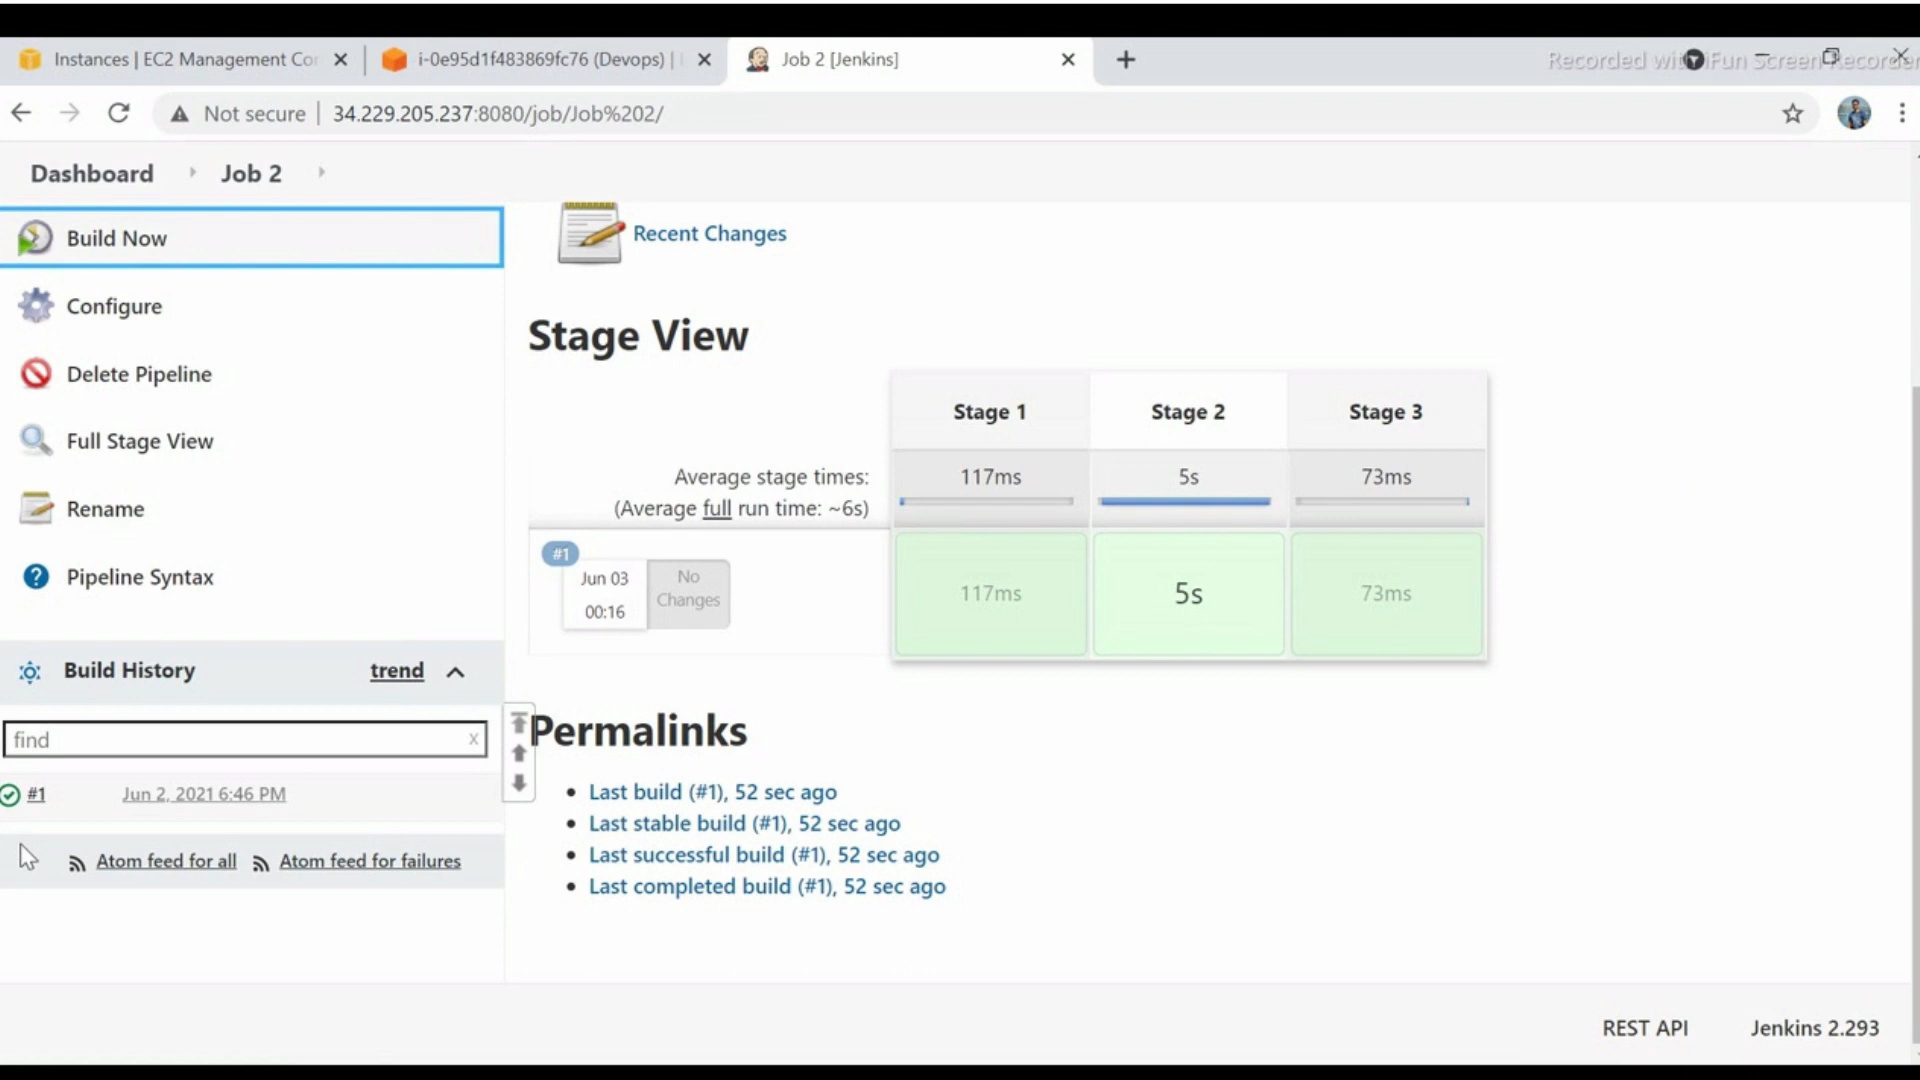 Instances | EC2 Management Cor
i-0e95d1f483869fc76 (Devops) |
Job 2 [Jenkins]
Recorded with iFun Screen Recorder
Not secure
34.229.205.237:8080/job/Job%202/
Dashboard
Job 2
Build Now
Configure
Delete Pipeline
Full Stage View
Rename
Pipeline Syntax
Build History
trend
find
x
#1
Jun 2, 2021 6:46 PM
Atom feed for all
Atom feed for failures
Recent Changes
Stage View
Stage 1
Stage 2
Stage 3
Average stage times:
(Average full run time: ~6s)
117ms
5s
73ms
#1
Jun 03
00:16
No
Changes
117ms
5s
73ms
Permalinks
Last build (#1), 52 sec ago
Last stable build (#1), 52 sec ago
Last successful build (#1), 52 sec ago
Last completed build (#1), 52 sec ago
REST API
Jenkins 2.293